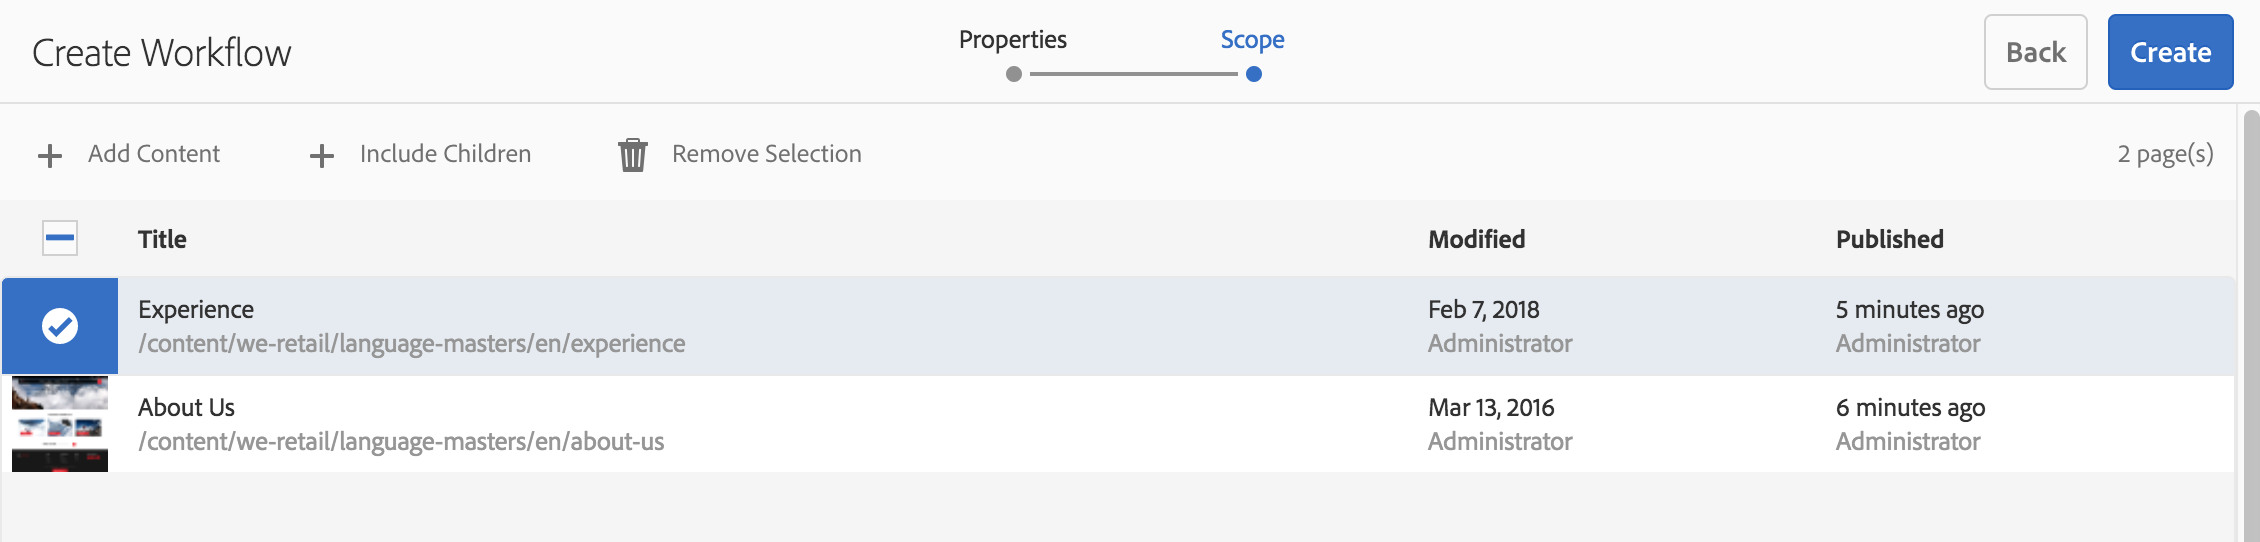 Create Workflow
Properties
Scope
Back
Create
Add Content
Include Children
Remove Selection
2 page(s)
Title
Modified
Published
Experience
Feb 7, 2018
5 minutes ago
/content/we-retail/language-masters/en/experience
Administrator
Administrator
About Us
Mar 13, 2016
6 minutes ago
/content/we-retail/language-masters/en/about-us
Administrator
Administrator